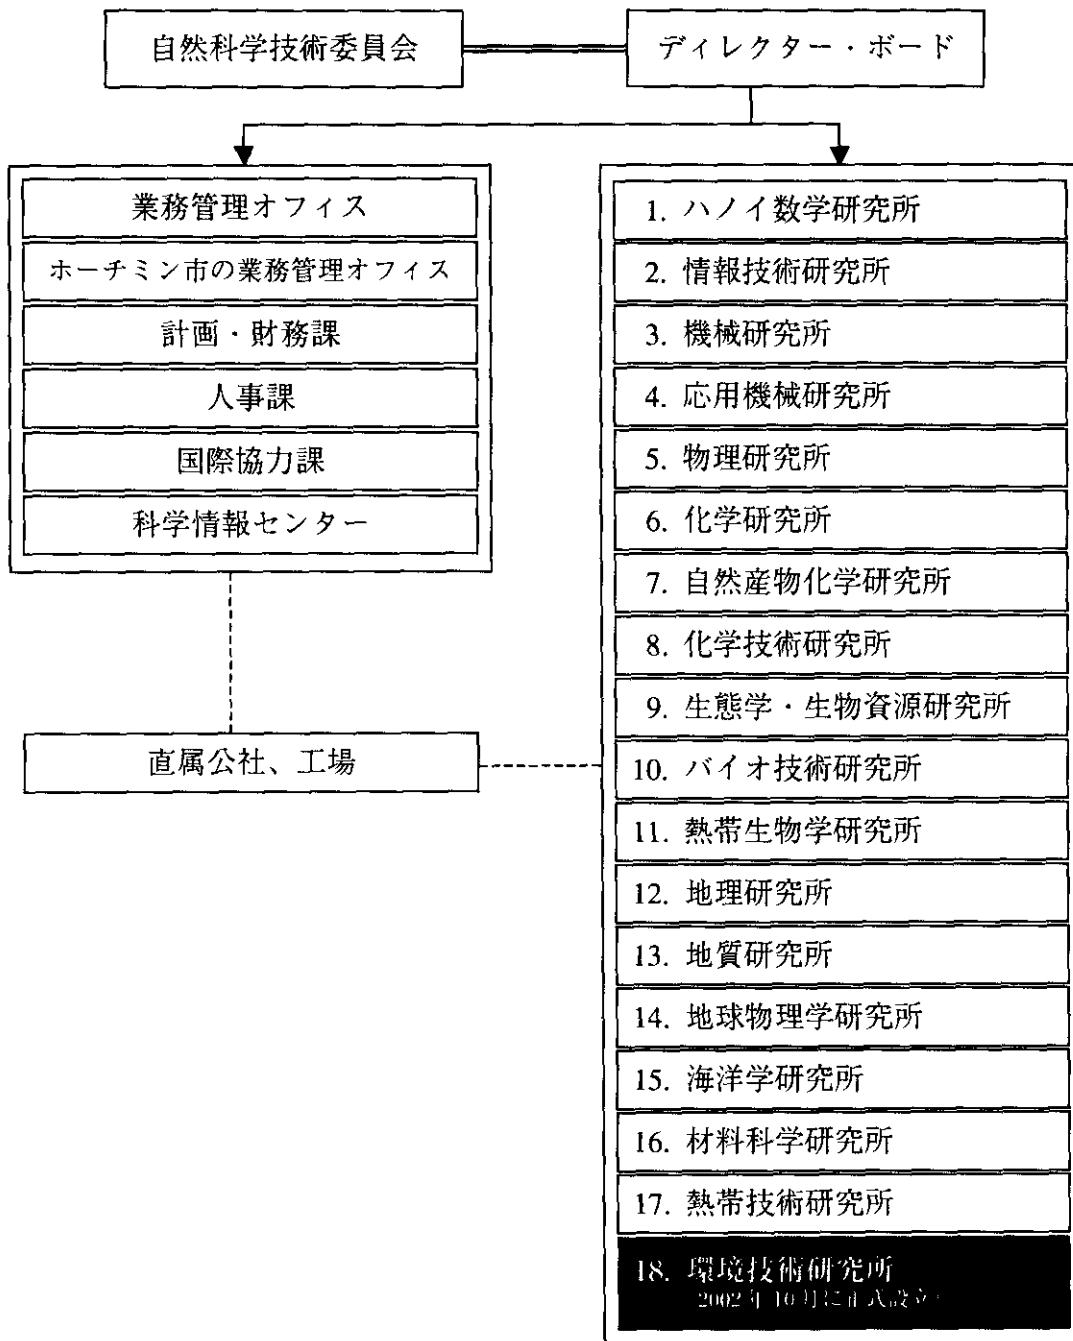 自然科学技術委員会
ディレクター・ボード
業務管理オフィス
ホーチミン市の業務管理オフィス
計画・財務課
人事課
国際協力課
科学情報センター
直属公社、工場
1. ハノイ数学研究所
2. 情報技術研究所
3. 機械研究所
4. 応用機械研究所
5. 物理研究所
6. 化学研究所
7. 自然産物化学研究所
8. 化学技術研究所
9. 生態学・生物資源研究所
10. バイオ技術研究所
11. 熱帯生物学研究所
12. 地理研究所
13. 地質研究所
14. 地球物理学研究所
15. 海洋学研究所
16. 材料科学研究所
17. 熱帯技術研究所
18. 環境技術研究所
2002年10月に正式設立